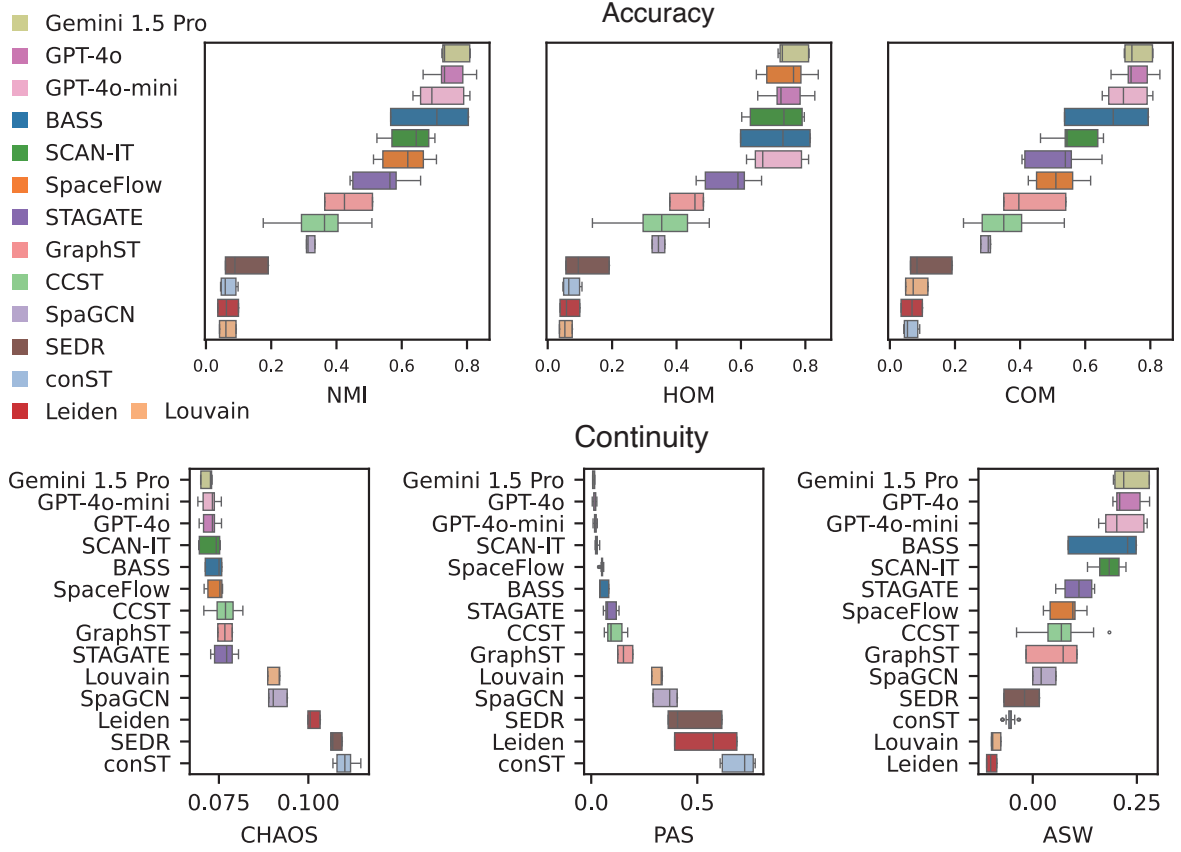 Accuracy
Gemini 1.5 Pro
GPT-4o
GPT-4o-mini
BASS
SCAN-IT
SpaceFlow
STAGATE
GraphST
CCST
SpaGCN
SEDR
conST
Leiden Louvain
0.0 0.2 0.4 0.6 0.8
NMI
0.0 0.2 0.4 0.6 0.8
HOM
0.0 0.2 0.4 0.6 0.8
COM
Continuity
Gemini 1.5 Pro
GPT-4o-mini
GPT-4o
SCAN-IT
BASS
SpaceFlow
CCST
GraphST
STAGATE
Louvain
SpaGCN
Leiden
SEDR
conST
0.075 0.100
CHAOS
Gemini 1.5 Pro
GPT-4o
GPT-4o-mini
SCAN-IT
SpaceFlow
BASS
STAGATE
CCST
GraphST
Louvain
SpaGCN
SEDR
Leiden
conST
0.0 0.5
PAS
Gemini 1.5 Pro
GPT-4o
GPT-4o-mini
BASS
SCAN-IT
STAGATE
SpaceFlow
CCST
GraphST
SpaGCN
SEDR
conST
Louvain
Leiden
0.00 0.25
ASW